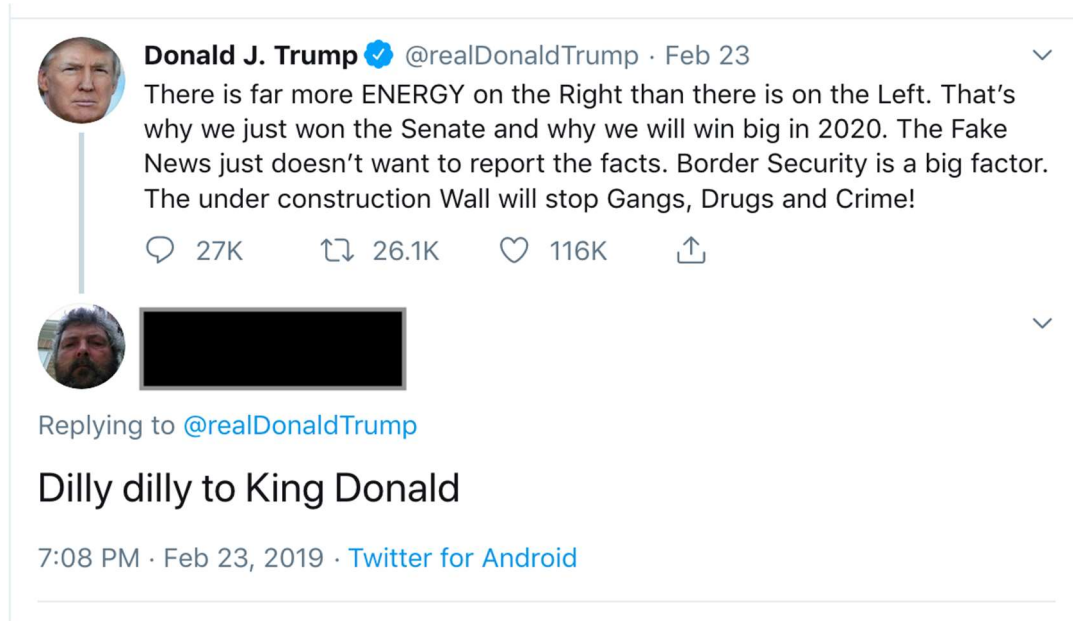 Donald J. Trump @realDonaldTrump · Feb 23
There is far more ENERGY on the Right than there is on the Left. That’s
why we just won the Senate and why we will win big in 2020. The Fake
News just doesn’t want to report the facts. Border Security is a big factor.
The under construction Wall will stop Gangs, Drugs and Crime!
27K 26.1K 116K
Replying to @realDonaldTrump
Dilly dilly to King Donald
7:08 PM · Feb 23, 2019 · Twitter for Android